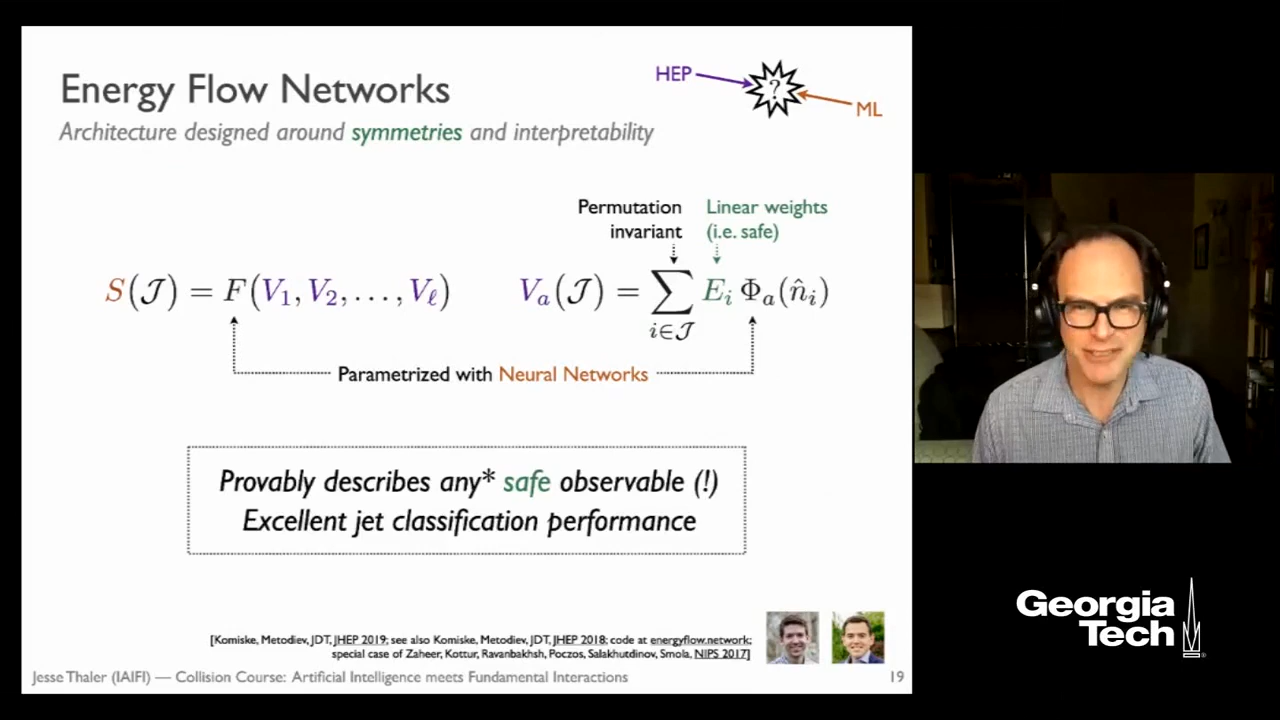 Energy Flow Networks
Architecture designed around symmetries and interpretability
HEP
?
ML
Permutation invariant
Linear weights (i.e. safe)
S(𝒥) = F(V₁, V₂, …, V_ℓ)
V_a(𝒥) = ∑_{i∈𝒥} E_i Φ_a(n̂_i)
Parametrized with Neural Networks
Provably describes any* safe observable (!)
Excellent jet classification performance
[Komiske, Metodiev, JDT, JHEP 2019; see also Komiske, Metodiev, JDT, JHEP 2018; code at energyflow.network;
special case of Zaheer, Kottur, Ravanbakhsh, Poczos, Salakhutdinov, Smola, NIPS 2017]
Jesse Thaler (IAIFI) — Collision Course: Artificial Intelligence meets Fundamental Interactions
19
Georgia
Tech